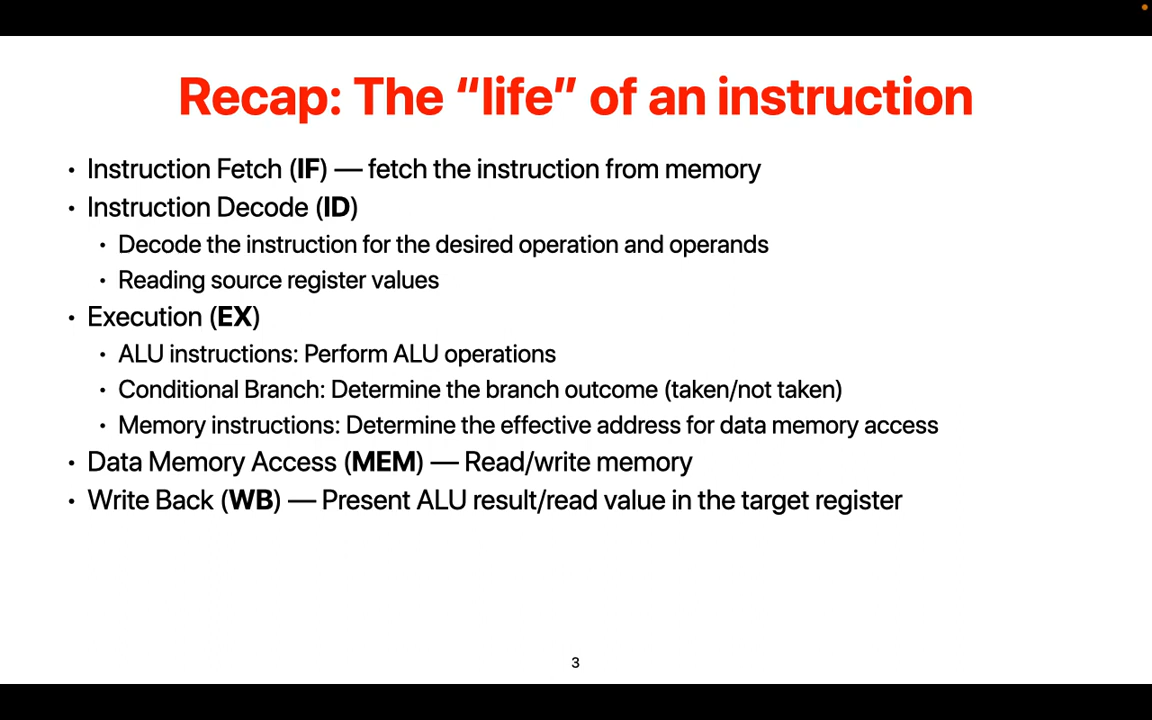 Recap: The “life” of an instruction
• Instruction Fetch (IF) — fetch the instruction from memory
• Instruction Decode (ID)
• Decode the instruction for the desired operation and operands
• Reading source register values
• Execution (EX)
• ALU instructions: Perform ALU operations
• Conditional Branch: Determine the branch outcome (taken/not taken)
• Memory instructions: Determine the effective address for data memory access
• Data Memory Access (MEM) — Read/write memory
• Write Back (WB) — Present ALU result/read value in the target register
3